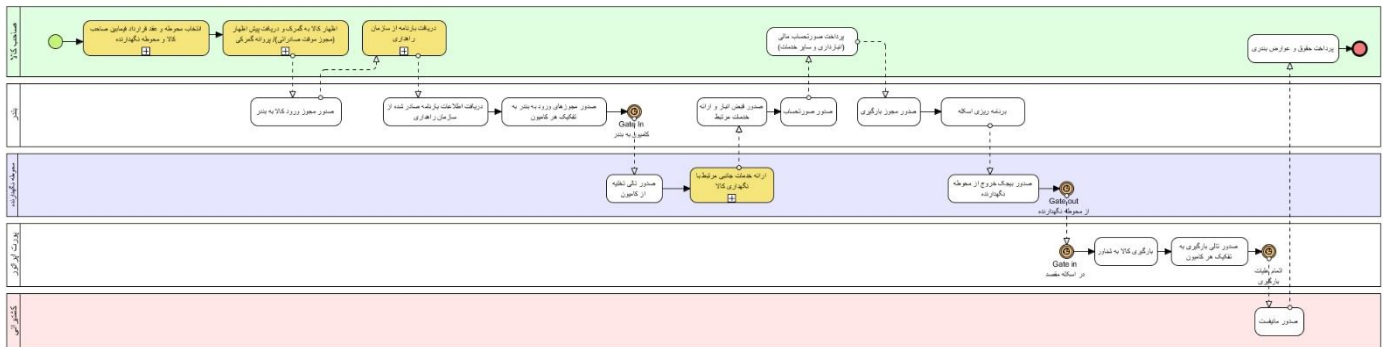 صاحب کالا
انتخاب محوطه و عقد قرارداد فیمابین صاحب
کالا و محوطه نگهدارنده
اظهار کالا به گمرک و دریافت پیش اظهار
(مجوز موقت صادراتی)/ پروانه گمرکی
دریافت بارنامه از سازمان
راهداری
پرداخت صورتحساب مالی
(انبارداری و سایر خدمات)
پرداخت حقوق و عوارض بندری
بندر
صدور مجوز ورود کالا به بندر
دریافت اطلاعات بارنامه صادر شده از
سازمان راهداری
صدور مجوزهای ورود به بندر به
تفکیک هر کامیون
Gate In
کامیون به بندر
صدور قبض انبار و ارائه
خدمات مرتبط
صدور صورتحساب
صدور مجوز بارگیری
برنامه ریزی اسکله
محوطه نگهدارنده
صدور تالی تخلیه
از کامیون
ارائه خدمات جانبی مرتبط با
نگهداری کالا
صدور بیجک خروج از محوطه
نگهدارنده
Gate out
از محوطه نگهدارنده
پورت اپراتور
Gate in
در اسکله مقصد
بارگیری کالا به شناور
صدور تالی بارگیری به
تفکیک هر کامیون
اتمام عملیات
بارگیری
کشتیرانی
صدور مانیفست